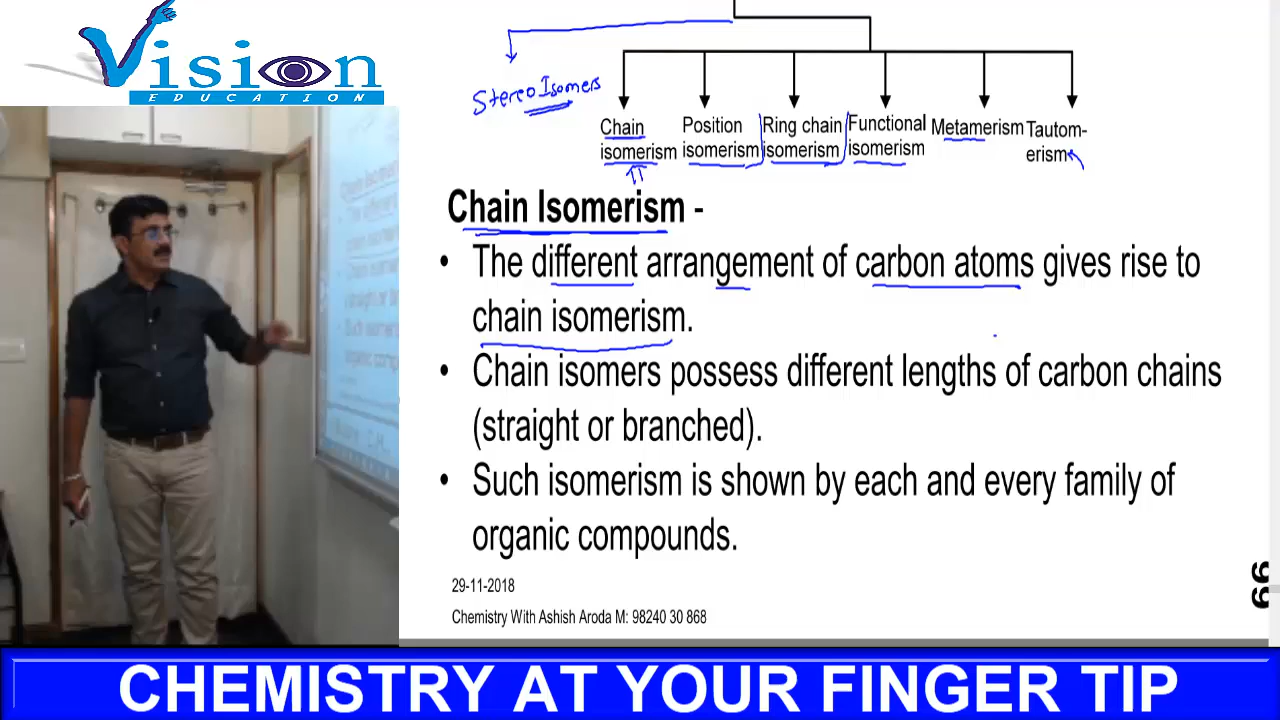 Vision
EDUCATION
Stereo Isomers
Chain isomerism
Position isomerism
Ring chain isomerism
Functional isomerism
Metamerism
Tautom-
erism
Chain Isomerism -
• The different arrangement of carbon atoms gives rise to
chain isomerism.
• Chain isomers possess different lengths of carbon chains
(straight or branched).
• Such isomerism is shown by each and every family of
organic compounds.
29-11-2018
Chemistry With Ashish Aroda M: 98240 30 868
66
CHEMISTRY AT YOUR FINGER TIP